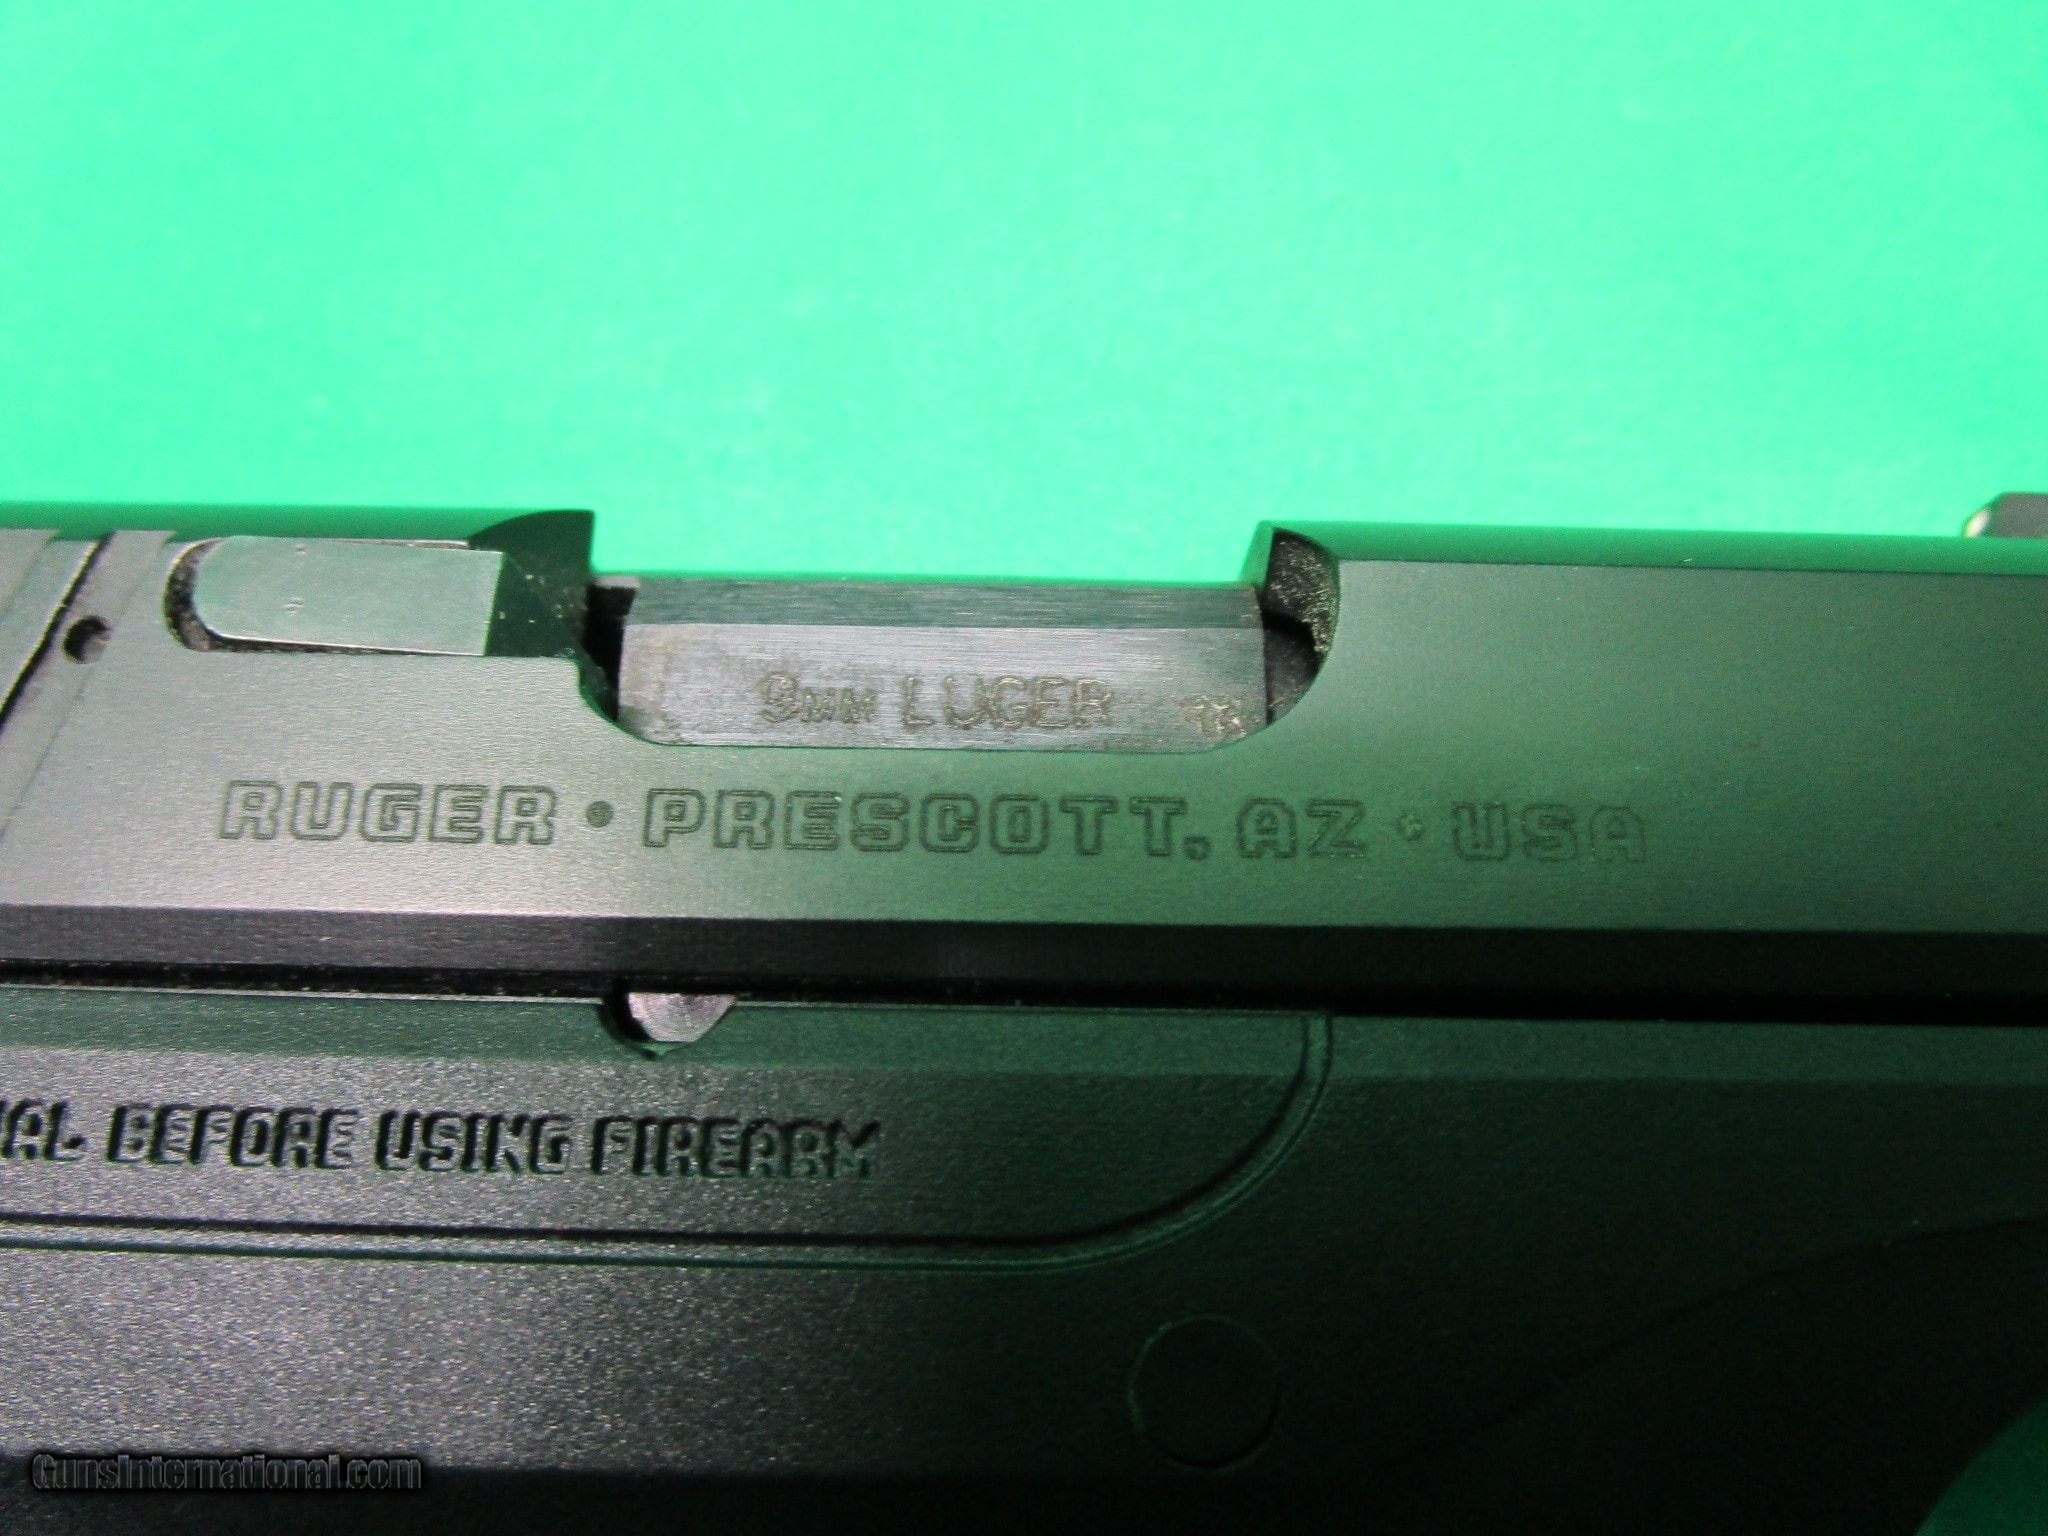 9MM LUGER
RUGER • PRESCOTT, AZ • USA
BEFORE USING FIREARM
GunsInternational.com